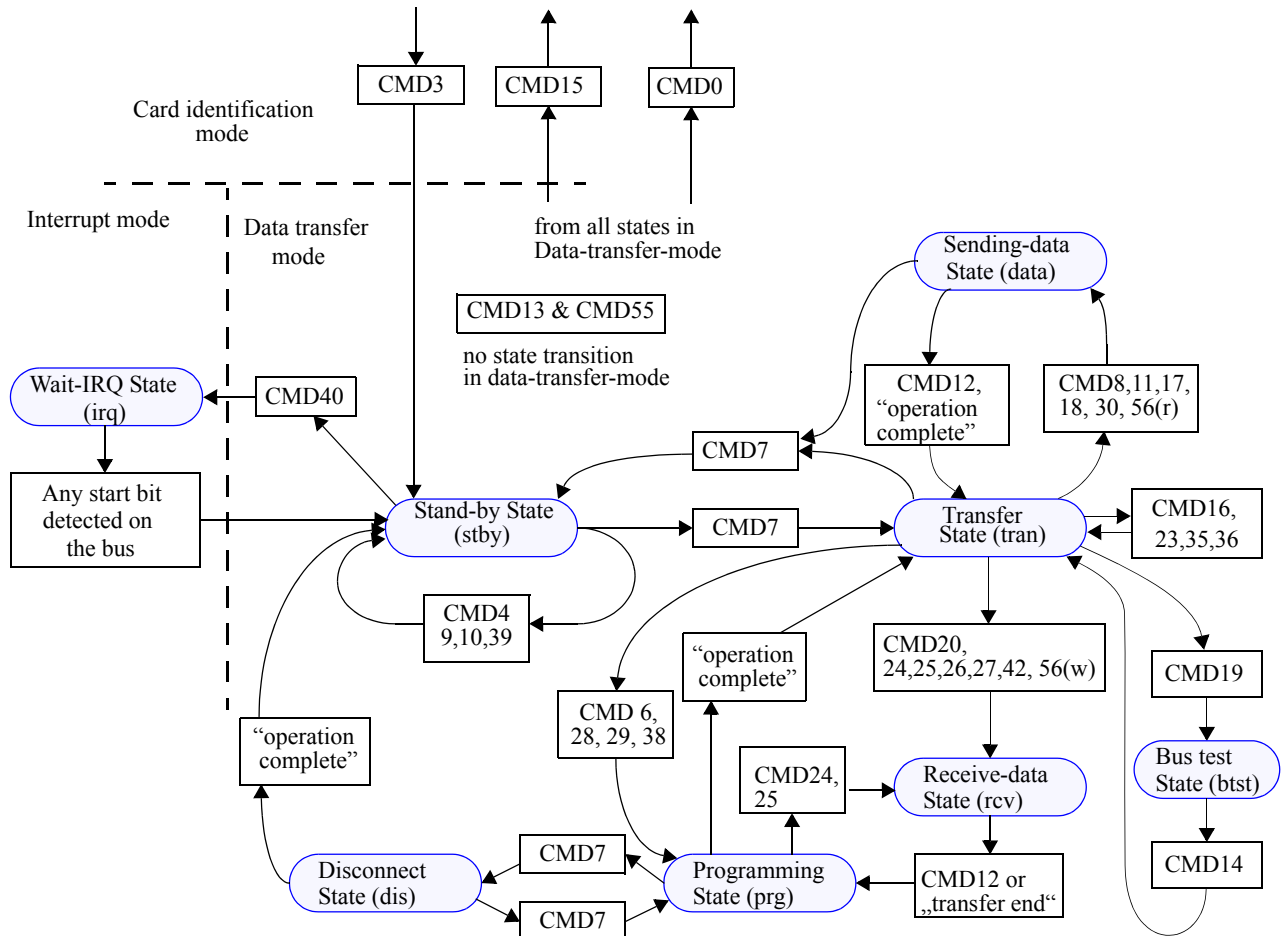 CMD3
CMD15
CMD0
Card identification
mode
Interrupt mode
Data transfer
mode
from all states in
Data-transfer-mode
Sending-data
State (data)
CMD13 & CMD55
no state transition
in data-transfer-mode
Wait-IRQ State
(irq)
CMD40
CMD12,
“operation
complete”
CMD8,11,17,
18, 30, 56(r)
CMD7
Any start bit
detected on
the bus
Stand-by State
(stby)
CMD7
Transfer
State (tran)
CMD16,
23,35,36
CMD4
9,10,39
“operation
complete”
CMD20,
24,25,26,27,42, 56(w)
CMD19
CMD 6,
28, 29, 38
“operation
complete”
CMD24,
25
Receive-data
State (rcv)
Bus test
State (btst)
Disconnect
State (dis)
CMD7
CMD7
Programming
State (prg)
CMD12 or
„transfer end“
CMD14